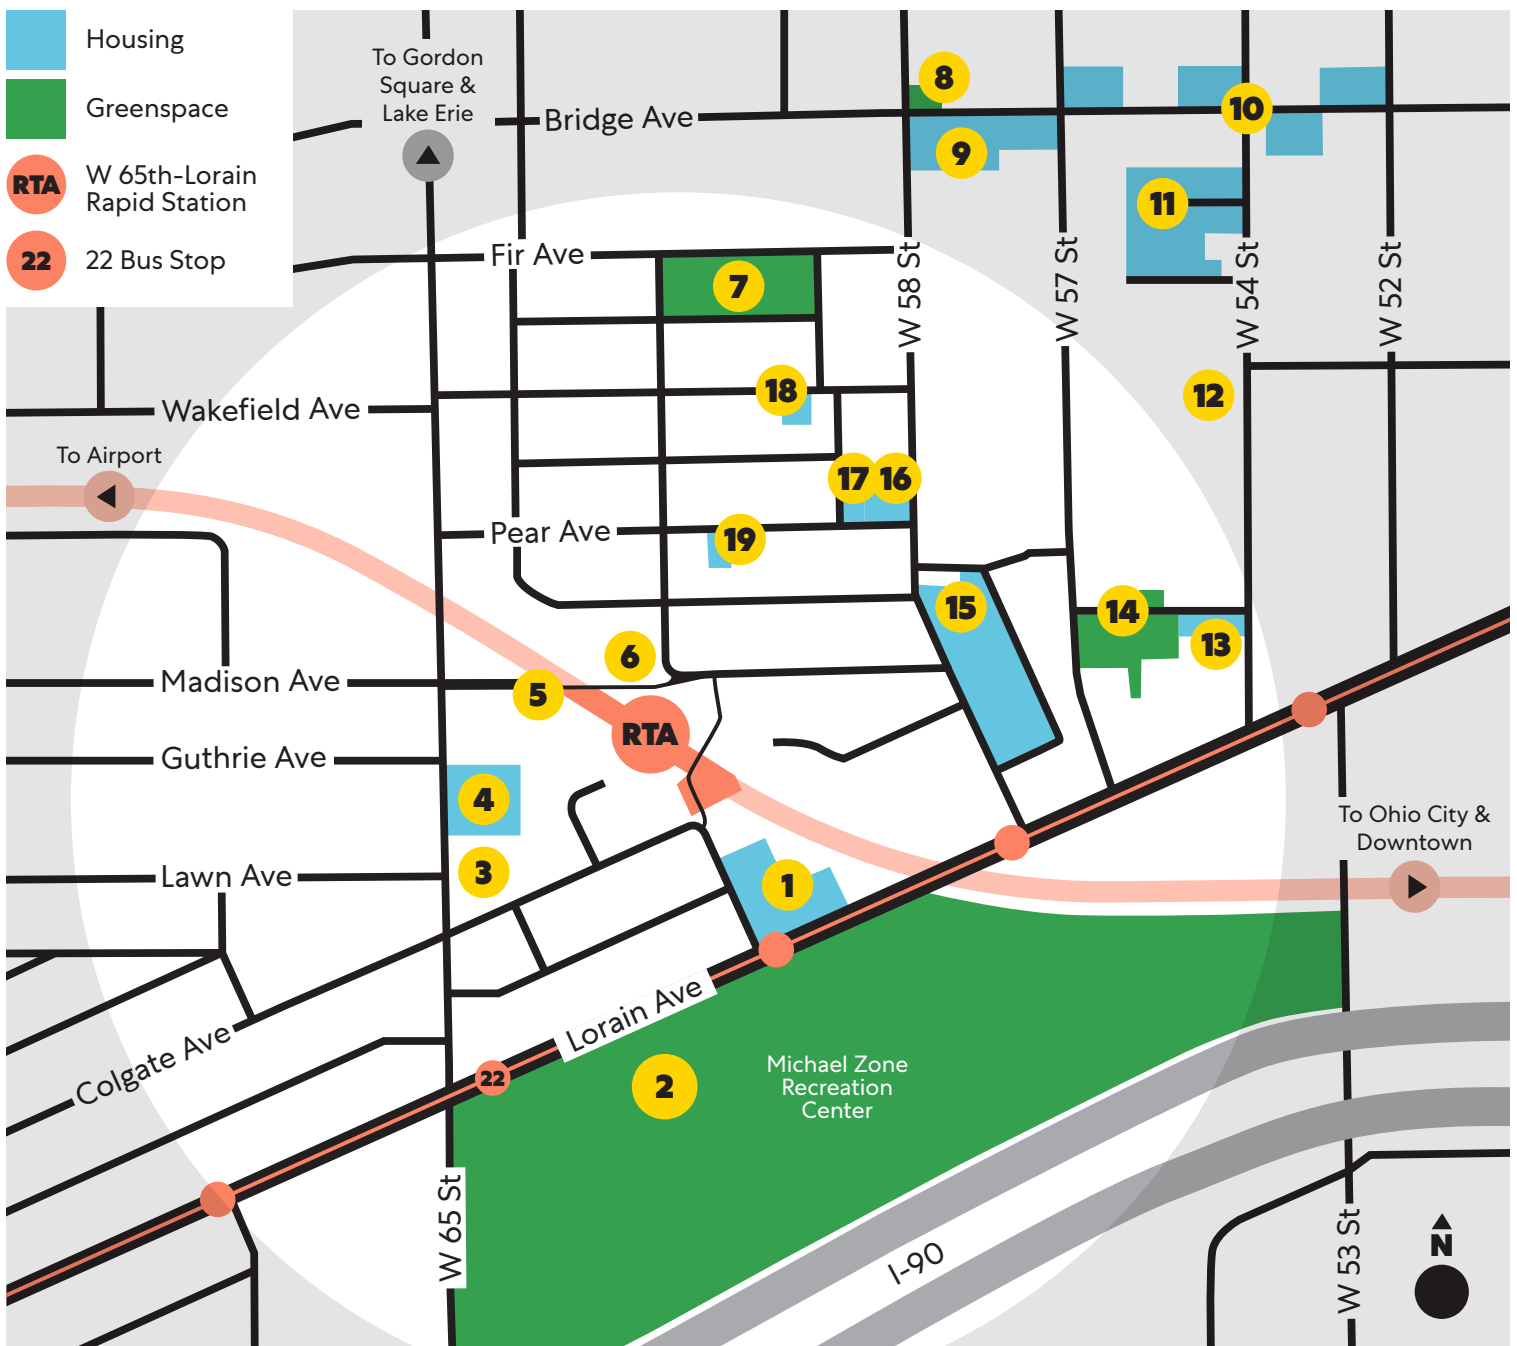 Housing
Greenspace
RTA
W 65th-Lorain
Rapid Station
22
22 Bus Stop
To Gordon
Square &
Lake Erie
Bridge Ave
8
9
10
11
Fir Ave
7
W 58 St
W 57 St
W 54 St
W 52 St
18
12
Wakefield Ave
To Airport
17
16
Pear Ave
19
15
14
13
6
Madison Ave
5
RTA
Guthrie Ave
4
To Ohio City &
Downtown
3
Lawn Ave
1
Lorain Ave
Colgate Ave
22
2
Michael Zone
Recreation
Center
W 65 St
I-90
W 53 St
N